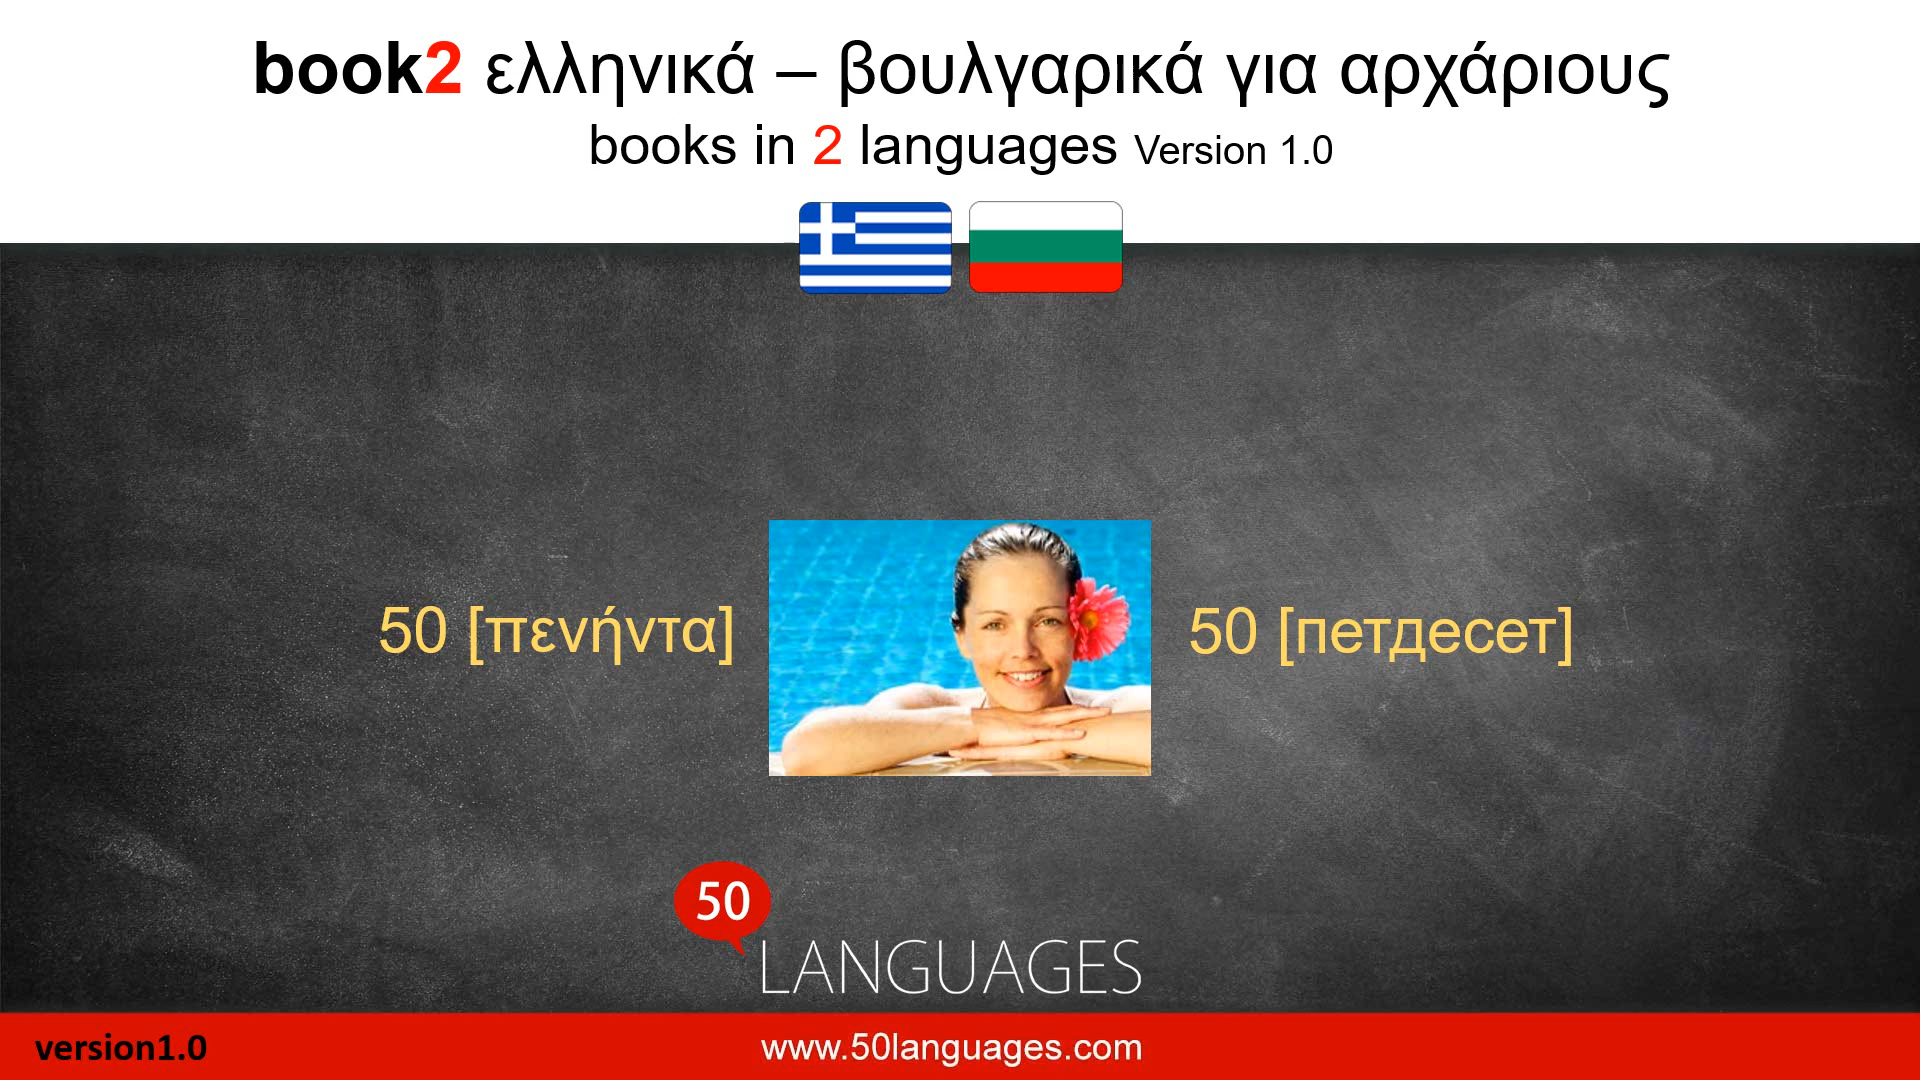 book2 ελληνικά – βουλγαρικά για αρχάριους
books in 2 languages Version 1.0
50 [πενήντα]
50 [петдесет]
50
LANGUAGES
version1.0
www.50languages.com